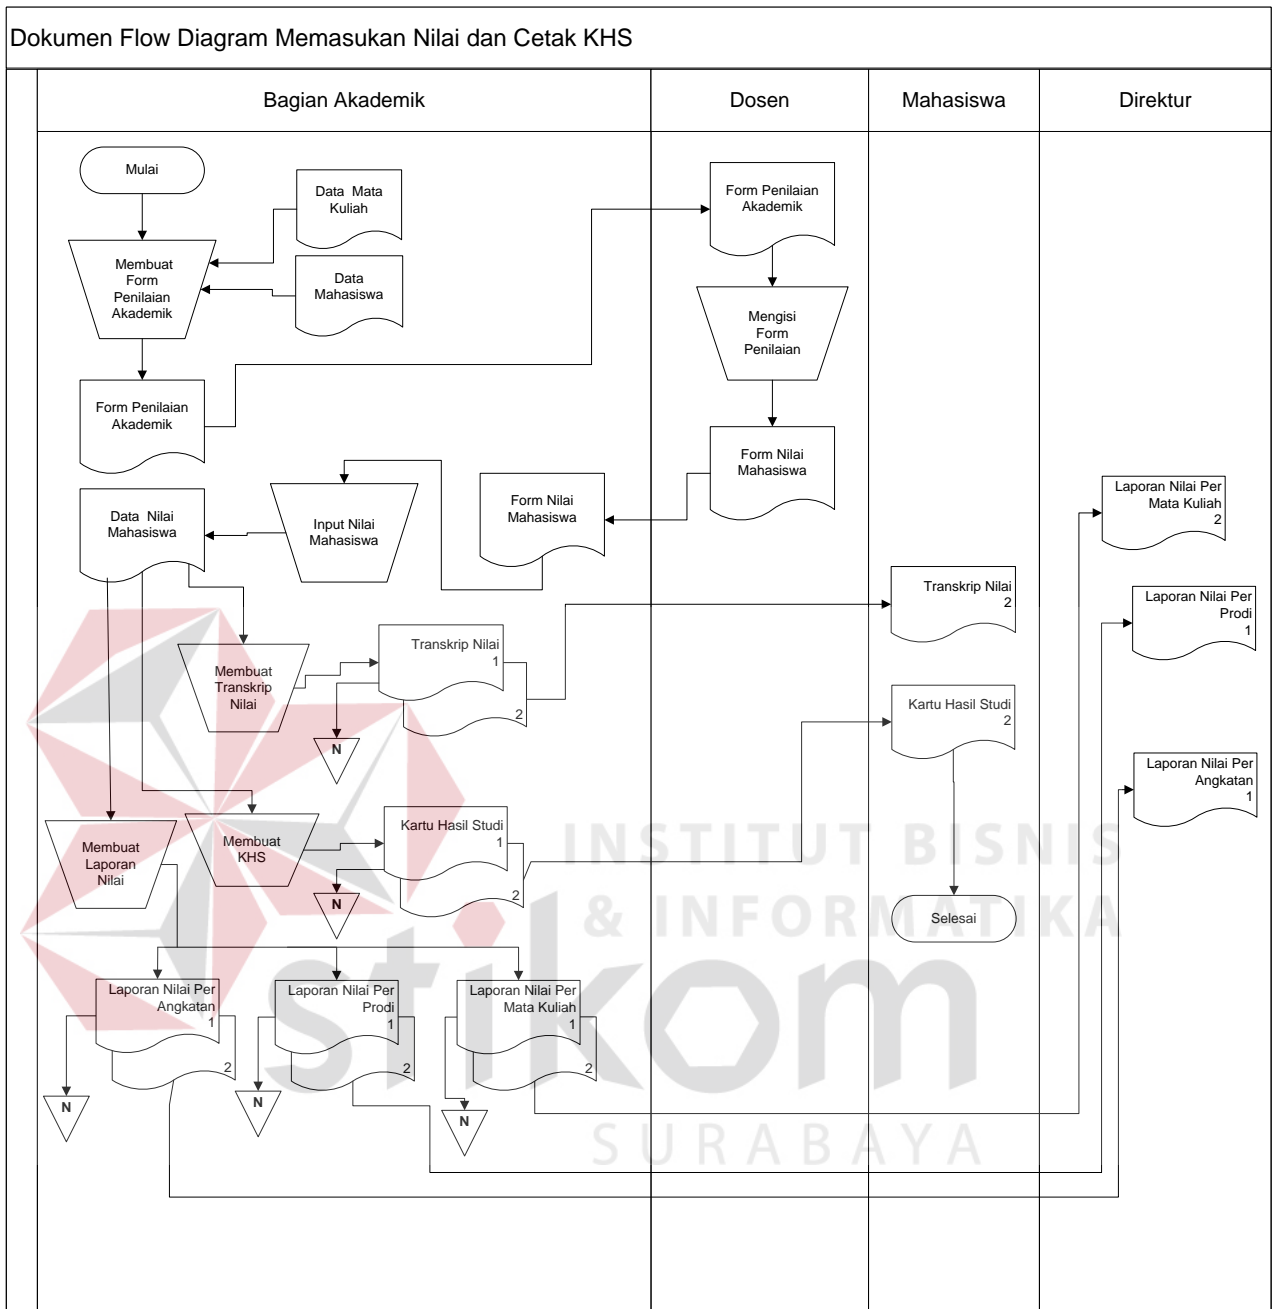 Dokumen Flow Diagram Memasukan Nilai dan Cetak KHS
Bagian Akademik
Dosen
Mahasiswa
Direktur
Mulai
Data Mata
Kuliah
Membuat
Form
Penilaian
Akademik
Data
Mahasiswa
Form Penilaian
Akademik
Form Penilaian
Akademik
Mengisi
Form
Penilaian
Form Nilai
Mahasiswa
Form Nilai
Mahasiswa
Input Nilai
Mahasiswa
Data Nilai
Mahasiswa
Laporan Nilai Per
Mata Kuliah
2
Transkrip Nilai
2
Laporan Nilai Per
Prodi
1
Membuat
Transkrip
Nilai
Transkrip Nilai
1
2
N
Kartu Hasil Studi
2
Laporan Nilai Per
Angkatan
1
Membuat
Laporan
Nilai
Membuat
KHS
Kartu Hasil Studi
1
2
N
Selesai
Laporan Nilai Per
Angkatan
1
2
N
Laporan Nilai Per
Prodi
1
2
N
Laporan Nilai Per
Mata Kuliah
1
2
N
INSTITUT BISNIS
& INFORMATIKA
stikom
SURABAYA